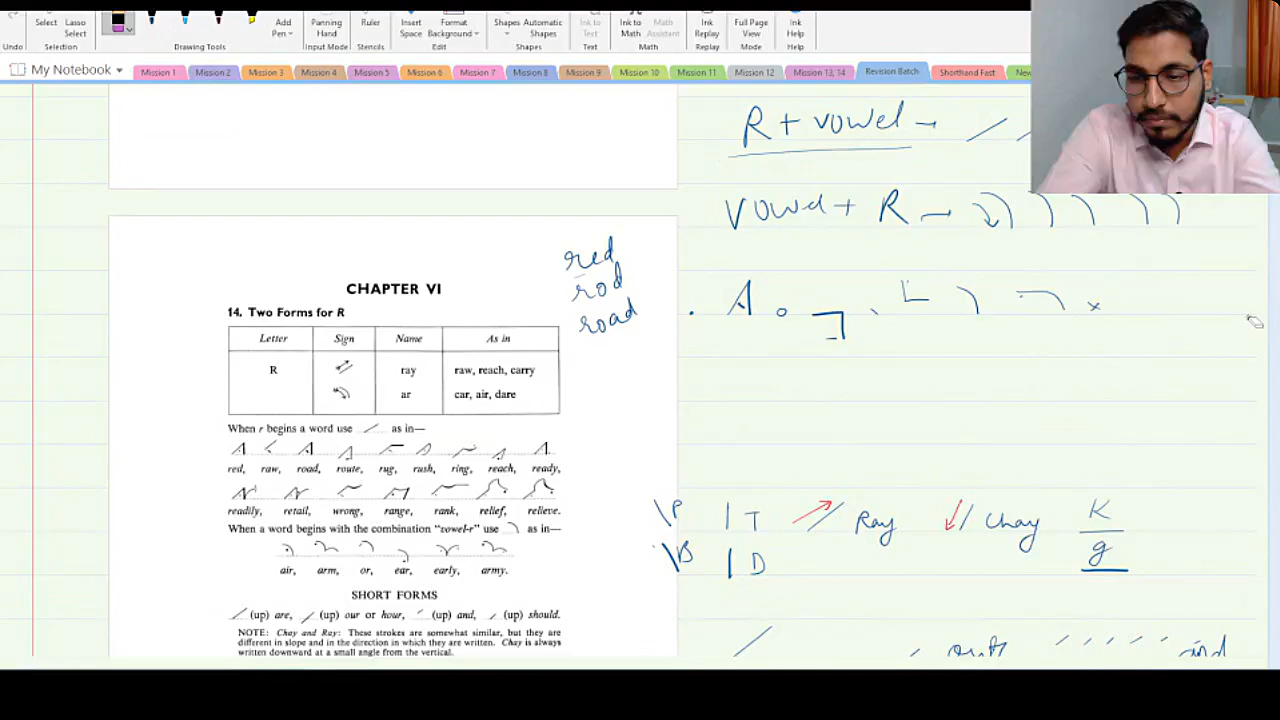 Undo
Select
Lasso Select
Selection
Drawing Tools
Add Pen
Panning Hand
Input Mode
Ruler
Stencils
Insert Space
Format Background
Edit
Shapes
Automatic Shapes
Shapes
Ink to Text
Text
Ink to Math
Math Assistant
Math
Ink Replay
Replay
Full Page View
Mode
Ink Help
Help
My Notebook
Mission 1
Mission 2
Mission 3
Mission 4
Mission 5
Mission 6
Mission 7
Mission 8
Mission 9
Mission 10
Mission 11
Mission 12
Mission 13, 14
Revision Batch
Shorthand Fast
New
R + vowel -
vowel + R -
red
rod
road
CHAPTER VI
14. Two Forms for R
Letter Sign Name As in
R ray raw, reach, carry
ar car, air, dare
When r begins a word use as in—
red, raw, road, route, rug, rush, ring, reach, ready,
readily, retail, wrong, range, rank, relief, relieve.
When a word begins with the combination "vowel-r" use as in—
air, arm, or, ear, early, army.
SHORT FORMS
(up) are, (up) our or hour, (up) and, (up) should.
NOTE: Chay and Ray: These strokes are somewhat similar, but they are
different in slope and in the direction in which they are written. Chay is always
written downward at a small angle from the vertical.
\P | T / Ray / Chay K
\B | D g
and